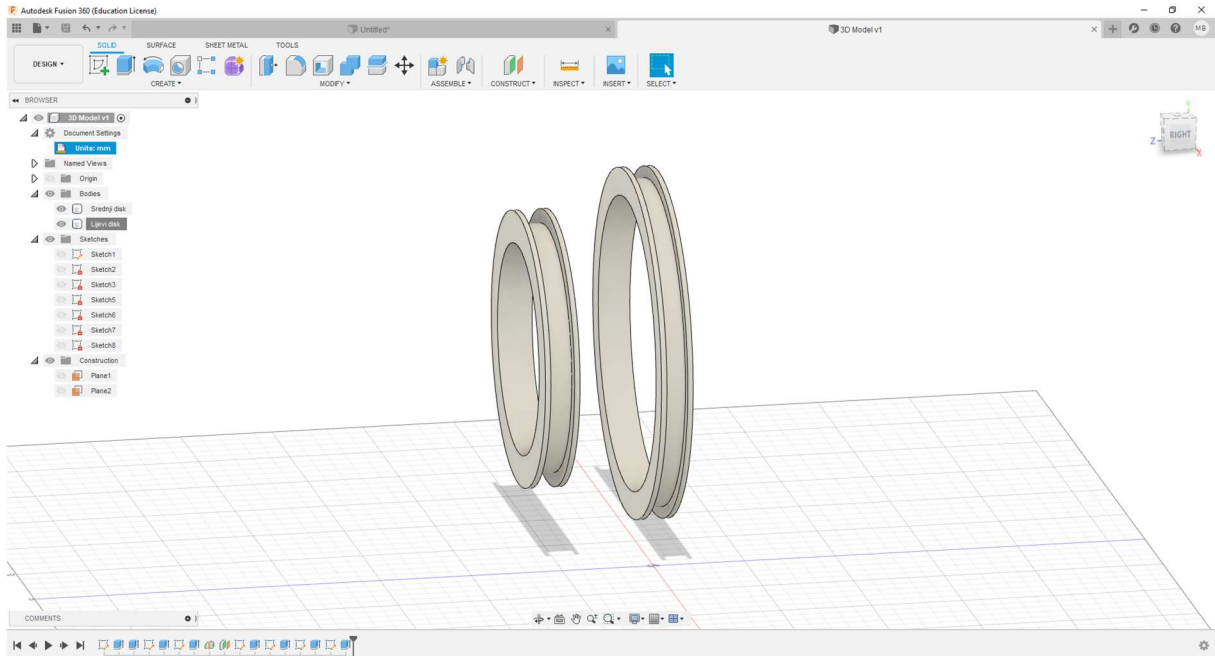 Autodesk Fusion 360 (Education License)
Untitled*
3D Model v1
MB
DESIGN
SOLID SURFACE SHEET METAL TOOLS
CREATE MODIFY ASSEMBLE CONSTRUCT INSPECT INSERT SELECT
BROWSER
3D Model v1
Document Settings
Units: mm
Named Views
Origin
Bodies
Srednji disk
Lijevi disk
Sketches
Sketch1
Sketch2
Sketch3
Sketch5
Sketch6
Sketch7
Sketch8
Construction
Plane1
Plane2
Y
RIGHT
Z
X
COMMENTS